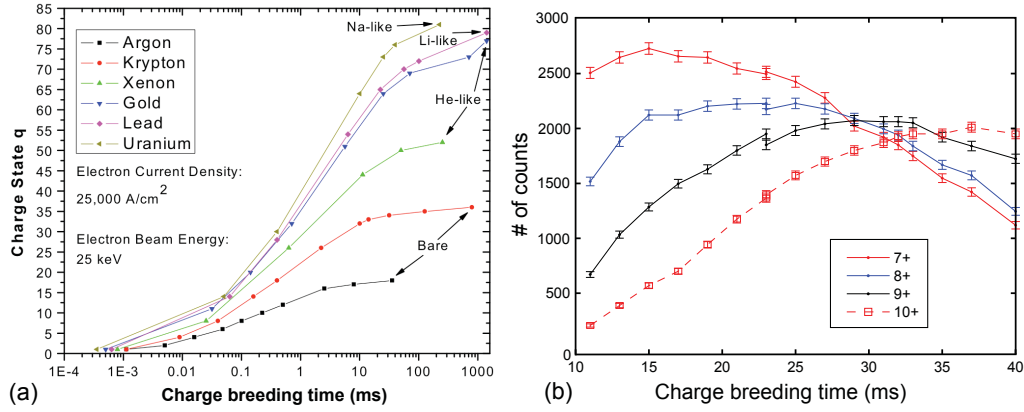 Charge State q
85
80
75
70
65
60
55
50
45
40
35
30
25
20
15
10
5
0
Argon
Krypton
Xenon
Gold
Lead
Uranium
Electron Current Density:
25,000 A/cm2
Electron Beam Energy:
25 keV
Na-like
Li-like
He-like
Bare
1E-4 1E-3 0.01 0.1 1 10 100 1000
(a) Charge breeding time (ms)
# of counts
3000
2500
2000
1500
1000
500
0
7+
8+
9+
10+
10 15 20 25 30 35 40
(b) Charge breeding time (ms)